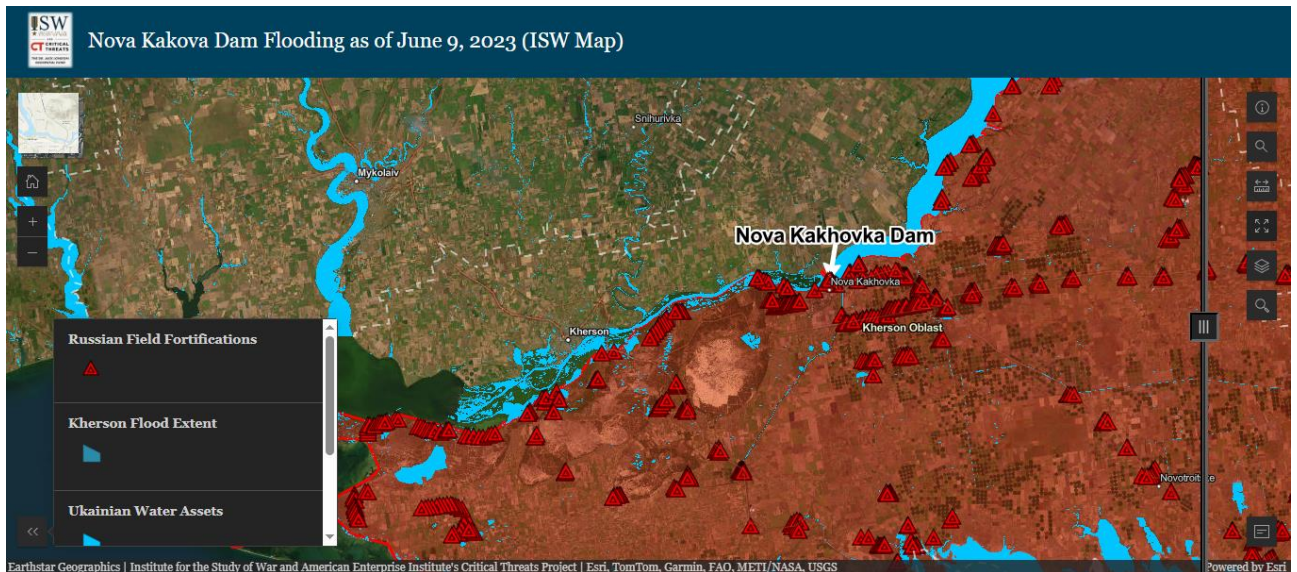 ISW
CT CRITICAL THREATS
Nova Kakova Dam Flooding as of June 9, 2023 (ISW Map)
Snihurivka
Mykolaiv
Nova Kakhovka Dam
Nova Kakhovka
Kherson
Kherson Oblast
Russian Field Fortifications
Kherson Flood Extent
Ukainian Water Assets
Novotroitske
Earthstar Geographics | Institute for the Study of War and American Enterprise Institute's Critical Threats Project | Esri, TomTom, Garmin, FAO, METI/NASA, USGS
Powered by Esri